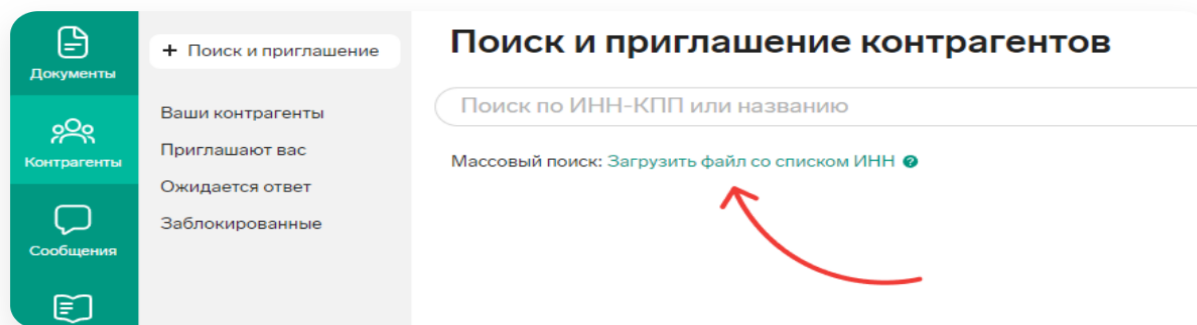 Документы
Контрагенты
Сообщения
+ Поиск и приглашение
Ваши контрагенты
Приглашают вас
Ожидается ответ
Заблокированные
Поиск и приглашение контрагентов
Поиск по ИНН-КПП или названию
Массовый поиск: Загрузить файл со списком ИНН ?